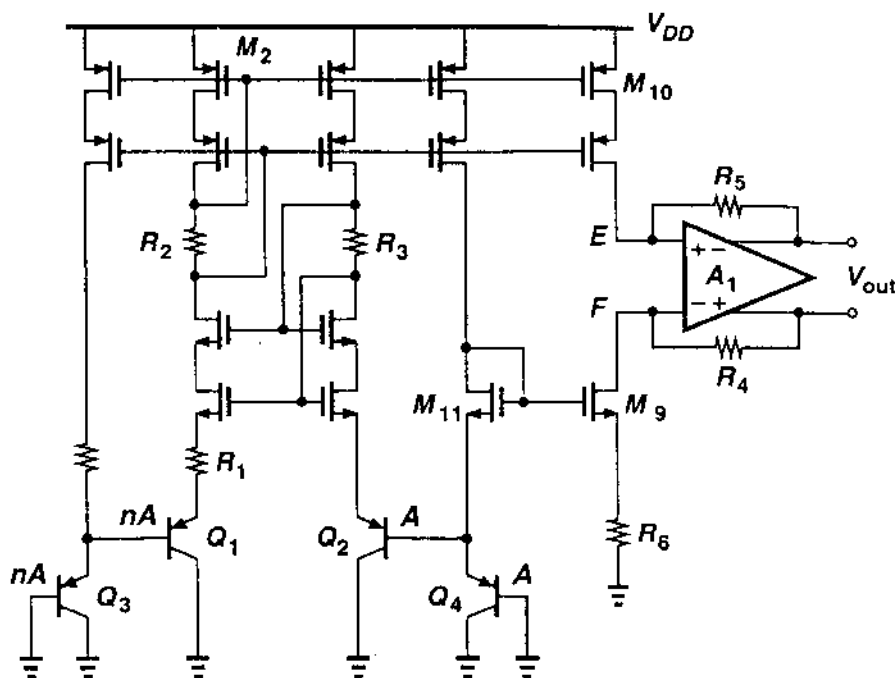 V_DD
M_2
M_10
R_5
R_2
R_3
E
+ −
A_1
V_out
F
− +
R_4
M_11
M_9
R_1
nA
Q_1
Q_2
A
R_6
nA
Q_3
Q_4
A